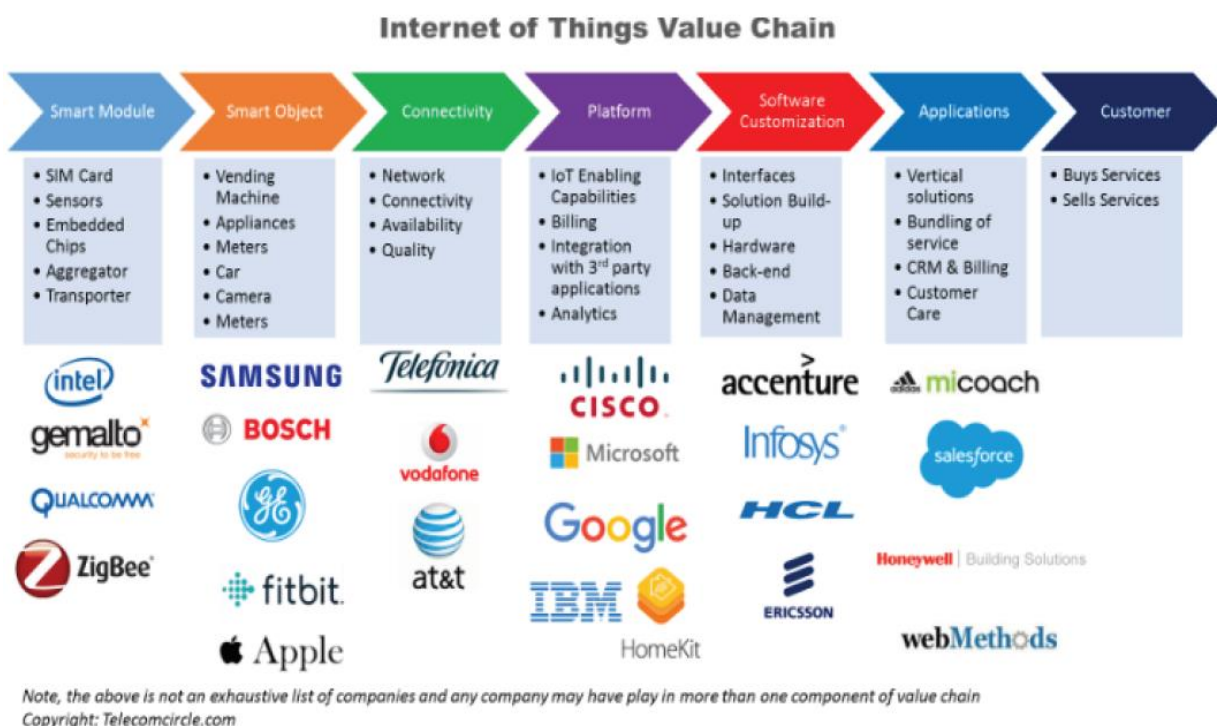 Internet of Things Value Chain
Smart Module
Smart Object
Connectivity
Platform
Software
Customization
Applications
Customer
• SIM Card
• Sensors
• Embedded
Chips
• Aggregator
• Transporter
• Vending
Machine
• Appliances
• Meters
• Car
• Camera
• Meters
• Network
• Connectivity
• Availability
• Quality
• IoT Enabling
Capabilities
• Billing
• Integration
with 3rd party
applications
• Analytics
• Interfaces
• Solution Build-
up
• Hardware
• Back-end
• Data
Management
• Vertical
solutions
• Bundling of
service
• CRM & Billing
• Customer
Care
• Buys Services
• Sells Services
intel
gemalto
security to be free
QUALCOMM
ZigBee®
SAMSUNG
BOSCH
GE
fitbit.
Apple
Telefónica
vodafone
at&t
CISCO
Microsoft
Google
IBM
HomeKit
accenture
Infosys®
HCL
ERICSSON
adidas micoach
salesforce
Honeywell | Building Solutions
webMethods
Note, the above is not an exhaustive list of companies and any company may have play in more than one component of value chain
Copyright: Telecomcircle.com